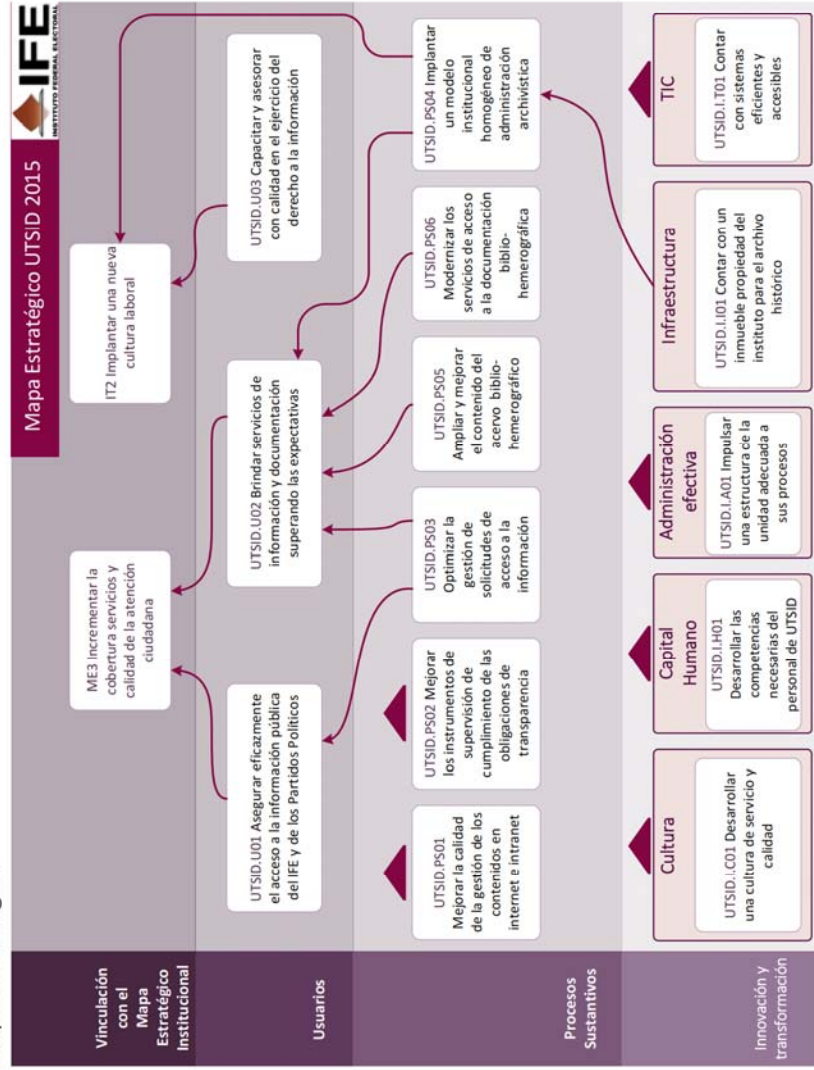 Mapa Estratégico UTSID 2015
IFE
INSTITUTO FEDERAL ELECTORAL
Vinculación
con el
Mapa
Estratégico
Institucional
ME3 Incrementar la
cobertura servicios y
calidad de la atención
ciudadana
IT2 Implantar una nueva
cultura laboral
Usuarios
UTSID.U01 Asegurar eficazmente
el acceso a la información pública
del IFE y de los Partidos Políticos
UTSID.U02 Brindar servicios de
información y documentación
superando las expectativas
UTSID.U03 Capacitar y asesorar
con calidad en el ejercicio del
derecho a la información
Procesos
Sustantivos
UTSID.PS01
Mejorar la calidad
de la gestión de los
contenidos en
internet e intranet
UTSID.PS02 Mejorar
los instrumentos de
supervisión de
cumplimiento de las
obligaciones de
transparencia
UTSID.PS03
Optimizar la
gestión de
solicitudes de
acceso a la
información
UTSID.PS05
Ampliar y mejorar
el contenido del
acervo biblio-
hemerográfico
UTSID.PS06
Modernizar los
servicios de acceso
a la documentación
biblio-
hemerográfica
UTSID.PS04 Implantar
un modelo
institucional
homogéneo de
administración
archivística
Innovación y
transformación
Cultura
UTSID.I.C01 Desarrollar
una cultura de servicio y
calidad
Capital
Humano
UTSID.I.H01
Desarrollar las
competencias
necesarias del
personal de UTSID
Administración
efectiva
UTSID.I.A01 Impulsar
una estructura de la
unidad adecuada a
sus procesos
Infraestructura
UTSID.I.I01 Contar con un
inmueble propiedad del
instituto para el archivo
histórico
TIC
UTSID.I.T01 Contar
con sistemas
eficientes y
accesibles